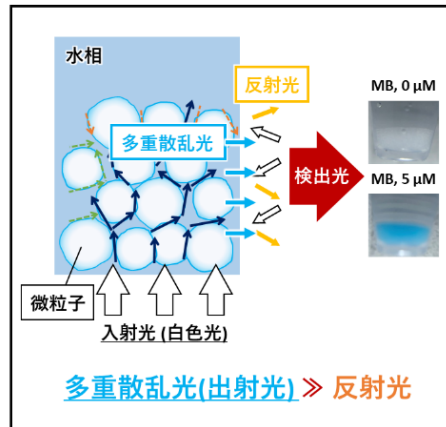 水相
反射光
MB, 0 μM
多重散乱光
検出光
MB, 5 μM
微粒子
入射光 (白色光)
多重散乱光(出射光) ≫ 反射光